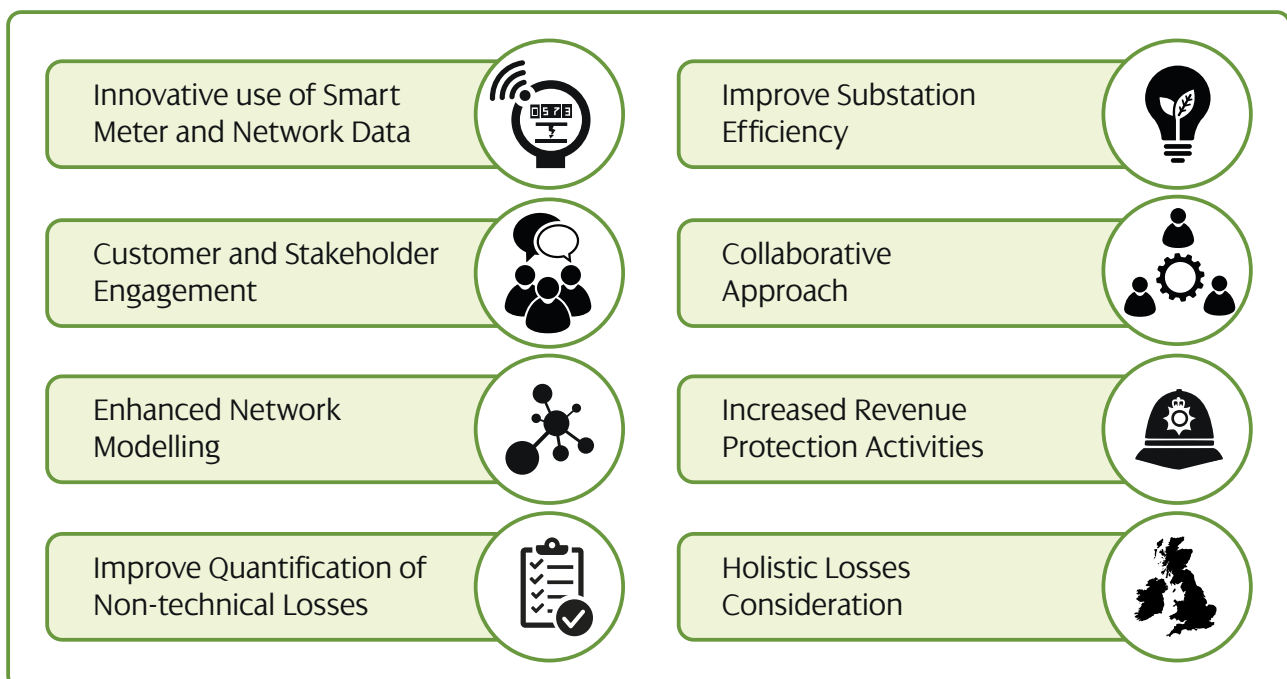 Innovative use of Smart
Meter and Network Data
0573
Improve Substation
Efficiency
Customer and Stakeholder
Engagement
Collaborative
Approach
Enhanced Network
Modelling
Increased Revenue
Protection Activities
Improve Quantification of
Non-technical Losses
Holistic Losses
Consideration